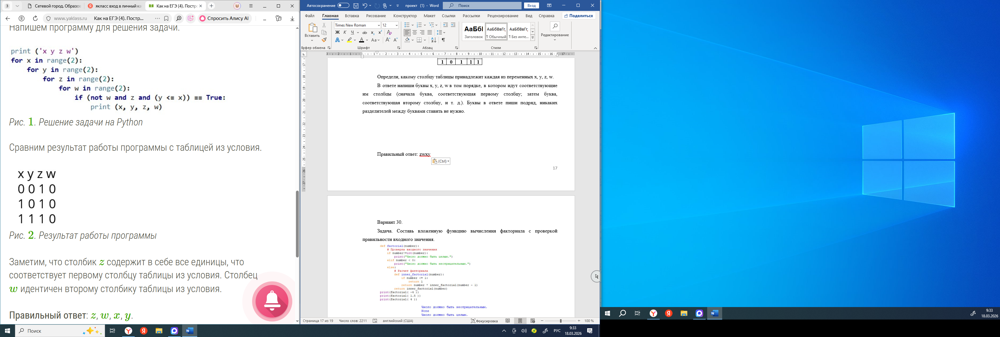 3
Сетевой город. Образов
якласс вход в личный ка
Как на ЕГЭ (4). Постр
www.yaklass.ru
Как на ЕГЭ (4). Постр...
Спросить Алису AI
Напишем программу для решения задачи.
print ('x y z w')
for x in range(2):
for y in range(2):
for z in range(2):
for w in range(2):
if (not w and z and (y <= x)) == True:
print (x, y, z, w)
Рис. 1. Решение задачи на Python
Сравним результат работы программы с таблицей из условия.
x y z w
0 0 1 0
1 0 1 0
1 1 1 0
Рис. 2. Результат работы программы
Заметим, что столбик z содержит в себе все единицы, что
соответствует первому столбцу таблицы из условия. Столбец
w идентичен второму столбику таблицы из условия.
Правильный ответ: z, w, x, y.
Поиск
Автосохранение
проект (1) - Word
Поиск
Вход
Файл
Главная
Вставка
Рисование
Конструктор
Макет
Ссылки
Рассылки
Рецензирование
Вид
Справка
Поделиться
Вставить
Times New Roman
12
Ж К Ч
Aa
АаБбI
АаБбВвГг,
АаБбВвГг,
Заголовок
¶ Обычный
¶ Без инте...
Редактирование
Буфер обмена
Шрифт
Абзац
Стили
1 0 1 1 1
Определи, какому столбцу таблицы принадлежит каждая из переменных x, y, z, w.
В ответе напиши буквы x, y, z, w в том порядке, в котором идут соответствующие
им столбцы (сначала буква, соответствующая первому столбцу; затем буква,
соответствующая второму столбцу, и т. д.). Буквы в ответе пиши подряд, никаких
разделителей между буквами ставить не нужно.
Правильный ответ: zwxy
(Ctrl)
17
Вариант 30.
Задача. Составь вложенную функцию вычисления факториала с проверкой
правильности входного значения.
def factorial(number):
# Проверка входного значения
if number!=int(number):
print("Число должно быть целым.")
elif number < 0:
print("Число должно быть неотрицательным.")
else:
# Расчет факториала
def inner_factorial(number):
if number <= 1:
return 1
return number * inner_factorial(number - 1)
return inner_factorial(number)
print(factorial( -4 ))
print(factorial( 1.5 ))
print(factorial( 4 ))
Число должно быть неотрицательным.
None
Число должно быть целым.
Страница 17 из 19
Число слов: 2211
английский (США)
Фокусировка
100 %
РУС
9:33
18.03.2026
9:33
18.03.2026